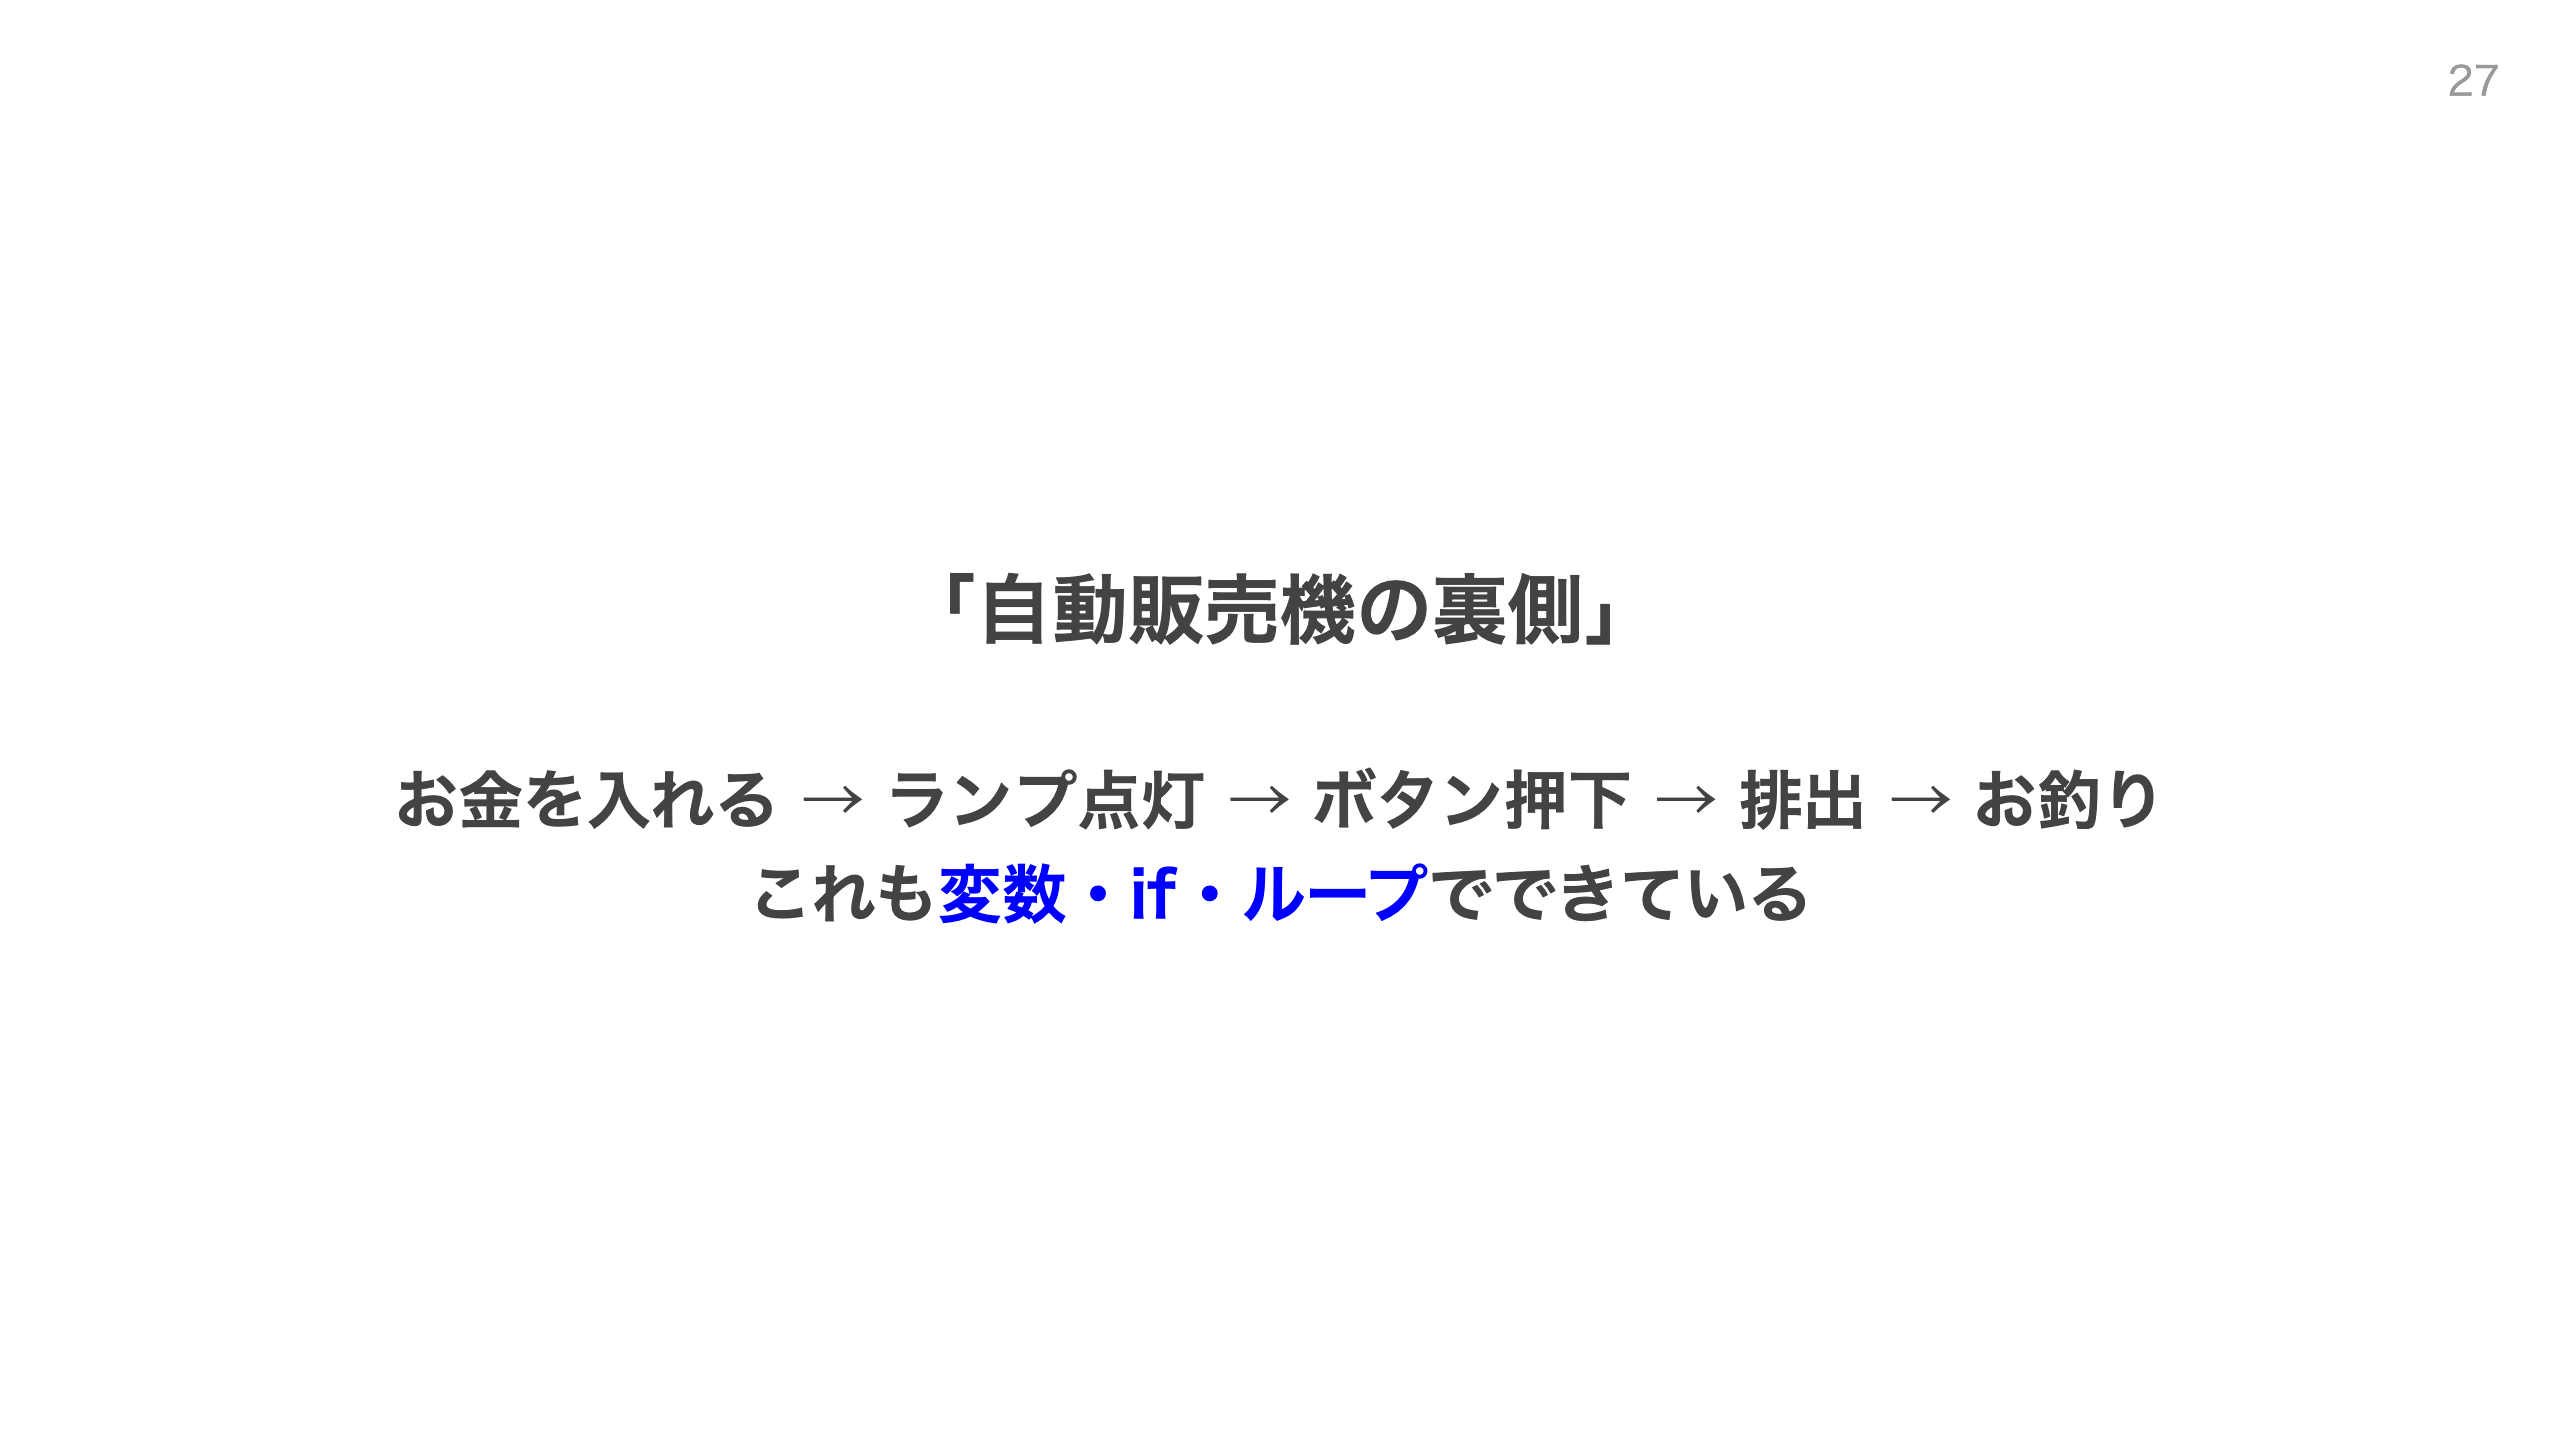 27
「自動販売機の裏側」
お金を入れる → ランプ点灯 → ボタン押下 → 排出 → お釣り
これも変数・if・ループでできている